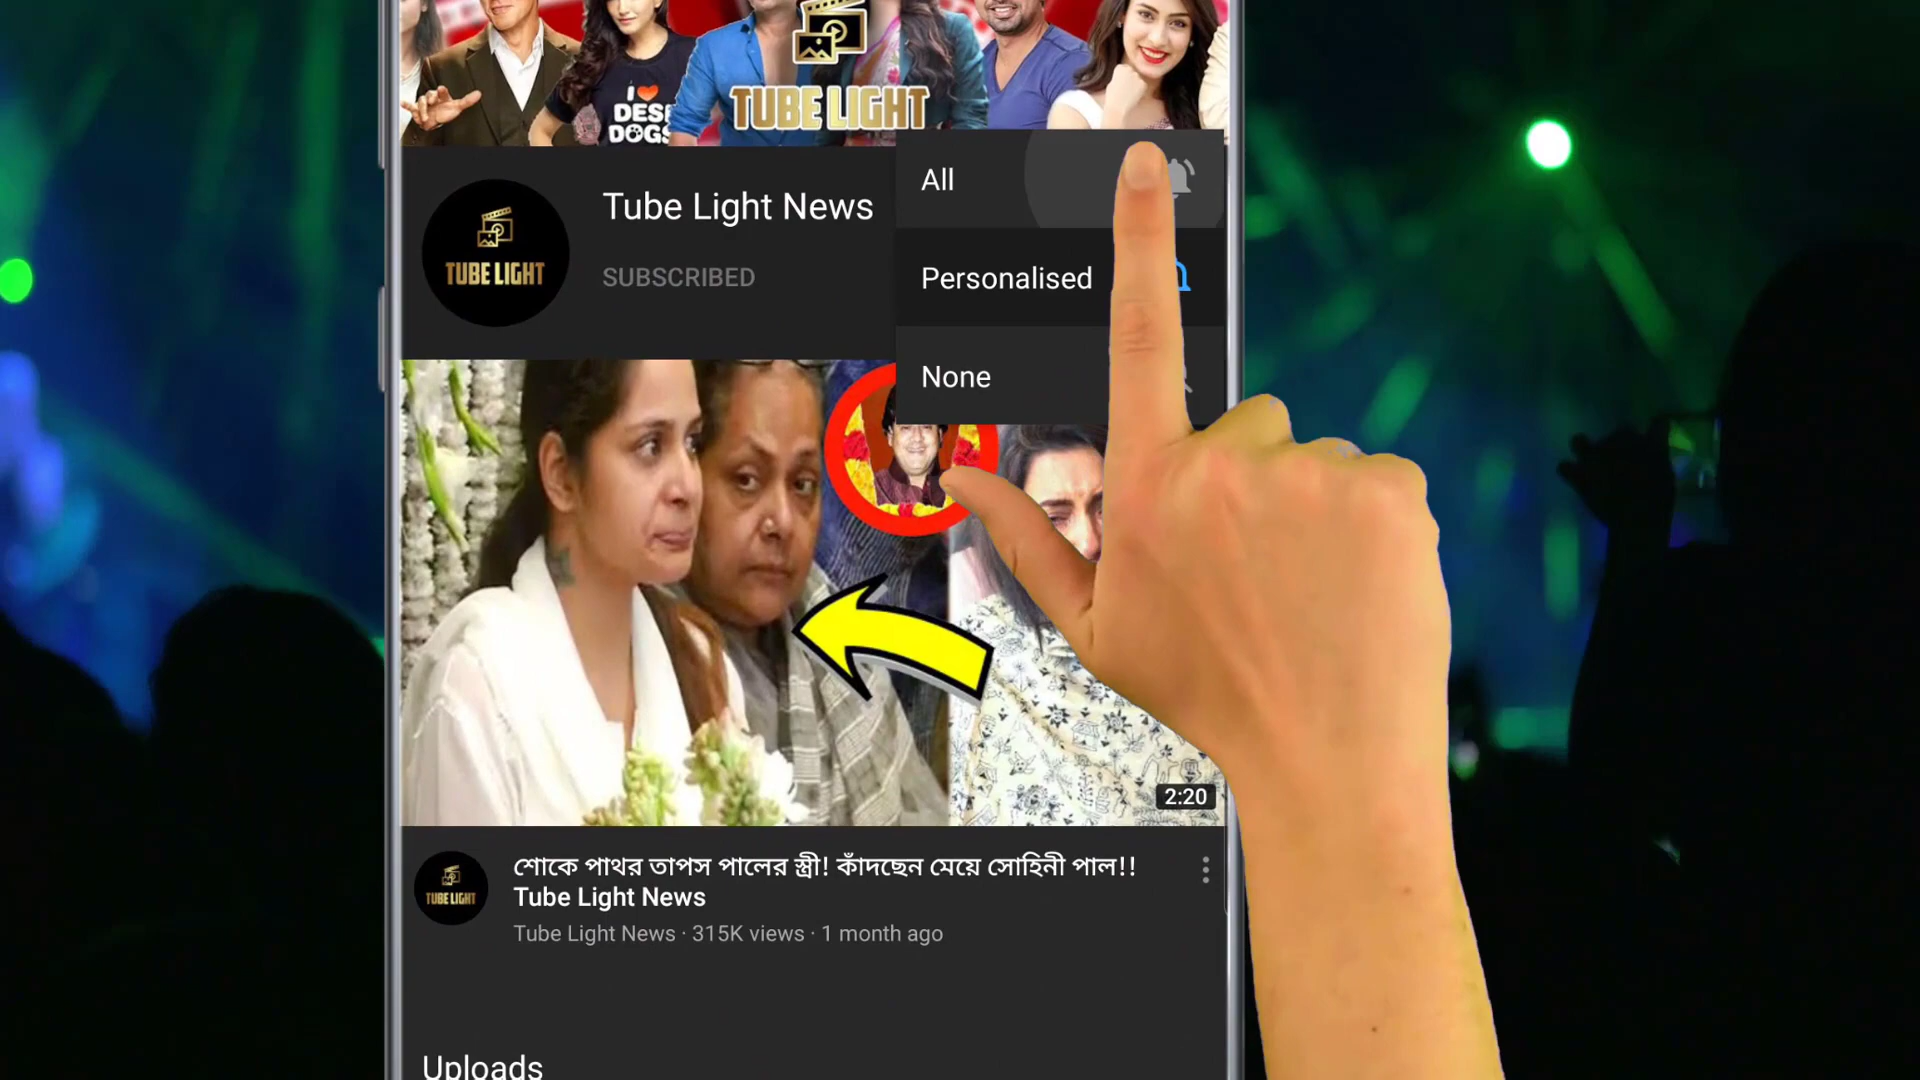 I ❤ DESI DOGS
TUBE LIGHT
All
Tube Light News
TUBE LIGHT
SUBSCRIBED
Personalised
None
2:20
শোকে পাথর তাপস পালের স্ত্রী! কাঁদছেন মেয়ে সোহিনী পাল!!
Tube Light News
TUBE LIGHT
Tube Light News · 315K views · 1 month ago
Uploads